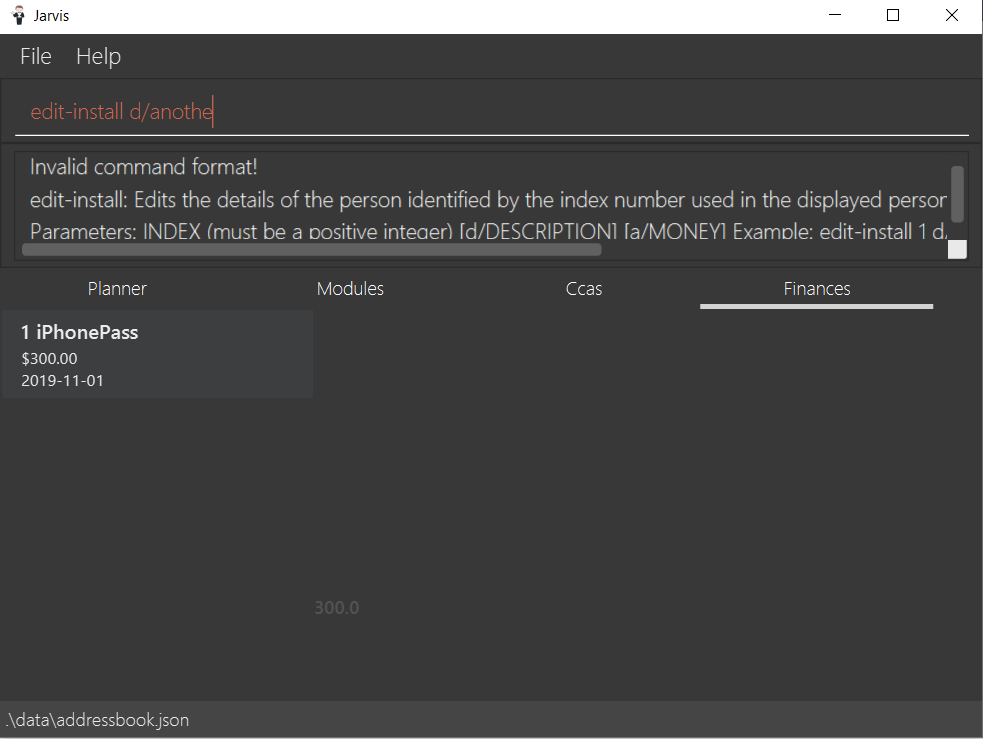 Jarvis
File Help
edit-install d/anothe
Invalid command format!
edit-install: Edits the details of the person identified by the index number used in the displayed person
Parameters: INDEX (must be a positive integer) [d/DESCRIPTION] [a/MONEY] Example: edit-install 1 d/
Planner Modules Ccas Finances
1 iPhonePass
$300.00
2019-11-01
300.0
.\data\addressbook.json